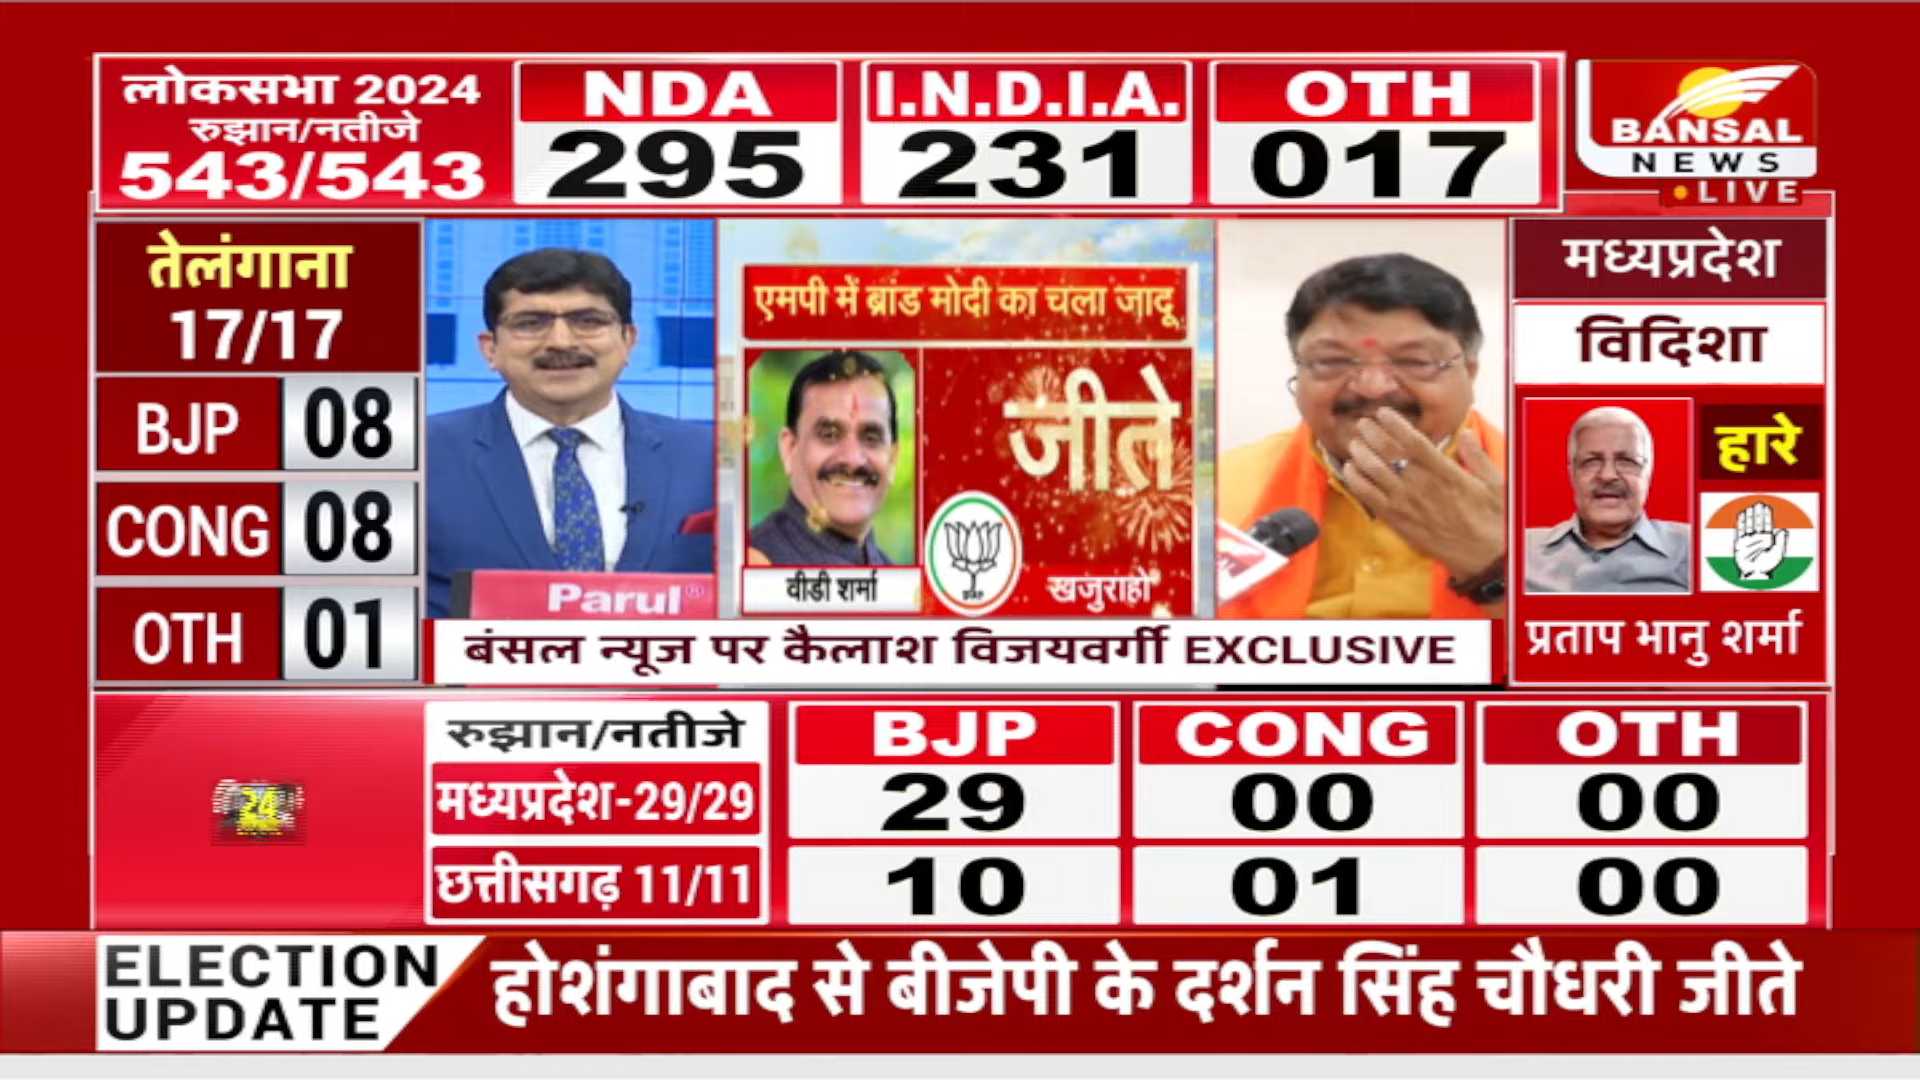 लोकसभा 2024
रुझान/नतीजे
543/543
NDA
295
I.N.D.I.A.
231
OTH
017
BANSAL
NEWS
LIVE
तेलंगाना
17/17
BJP 08
CONG 08
OTH 01
एमपी में ब्रांड मोदी का चला जादू
जीते
वीडी शर्मा
खजुराहो
Parul®
बंसल न्यूज पर कैलाश विजयवर्गी EXCLUSIVE
मध्यप्रदेश
विदिशा
हारे
प्रताप भानु शर्मा
24
रुझान/नतीजे BJP CONG OTH
मध्यप्रदेश-29/29 29 00 00
छत्तीसगढ़ 11/11 10 01 00
ELECTION
UPDATE
होशंगाबाद से बीजेपी के दर्शन सिंह चौधरी जीते